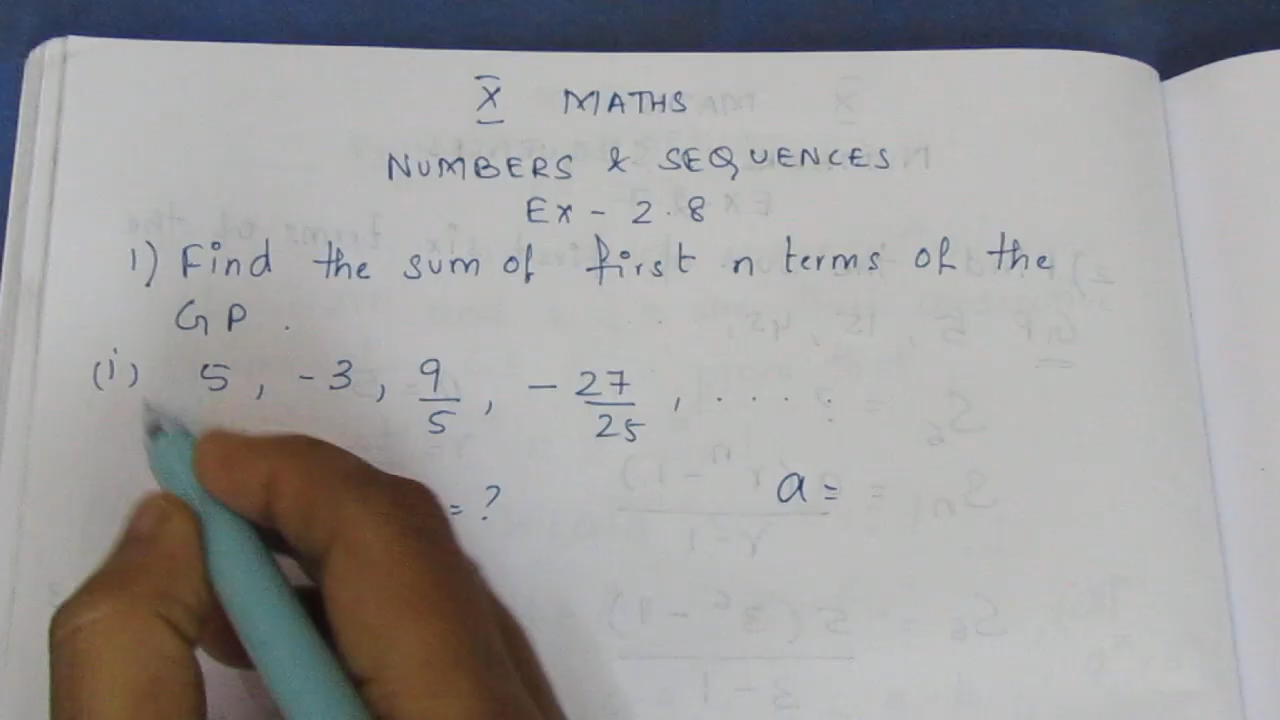 X MATHS
NUMBERS & SEQUENCES
Ex - 2.8
1) Find the sum of first n terms of the
GP.
(i) 5, -3, 9/5, -27/25, ....
= ? a =